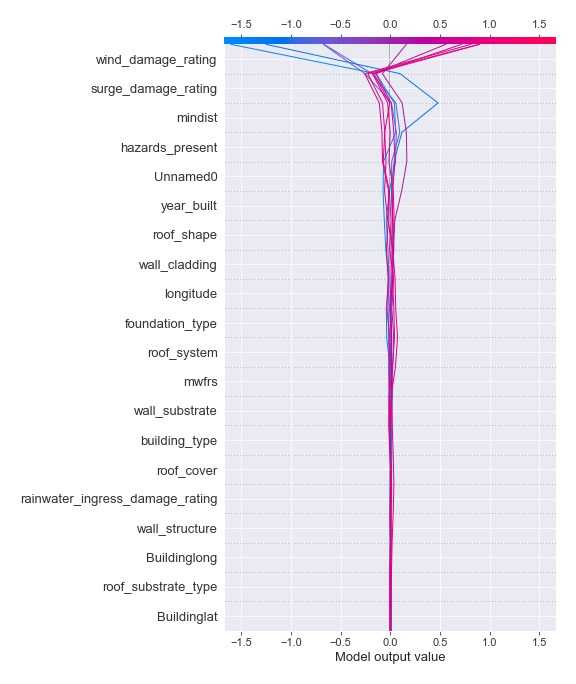 −1.5 −1.0 −0.5 0.0 0.5 1.0 1.5
wind_damage_rating
surge_damage_rating
mindist
hazards_present
Unnamed0
year_built
roof_shape
wall_cladding
longitude
foundation_type
roof_system
mwfrs
wall_substrate
building_type
roof_cover
rainwater_ingress_damage_rating
wall_structure
Buildinglong
roof_substrate_type
Buildinglat
−1.5 −1.0 −0.5 0.0 0.5 1.0 1.5
Model output value